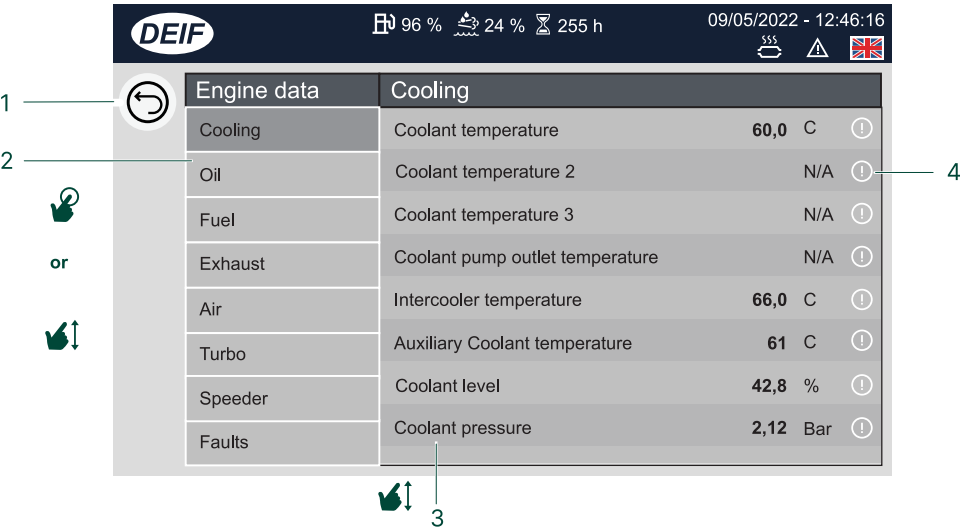 DEIF
96 % 24 % 255 h
09/05/2022 - 12:46:16
Engine data
Cooling
Oil
Fuel
Exhaust
Air
Turbo
Speeder
Faults
Cooling
Coolant temperature 60,0 C
Coolant temperature 2 N/A
Coolant temperature 3 N/A
Coolant pump outlet temperature N/A
Intercooler temperature 66,0 C
Auxiliary Coolant temperature 61 C
Coolant level 42,8 %
Coolant pressure 2,12 Bar
1
2
or
3
4